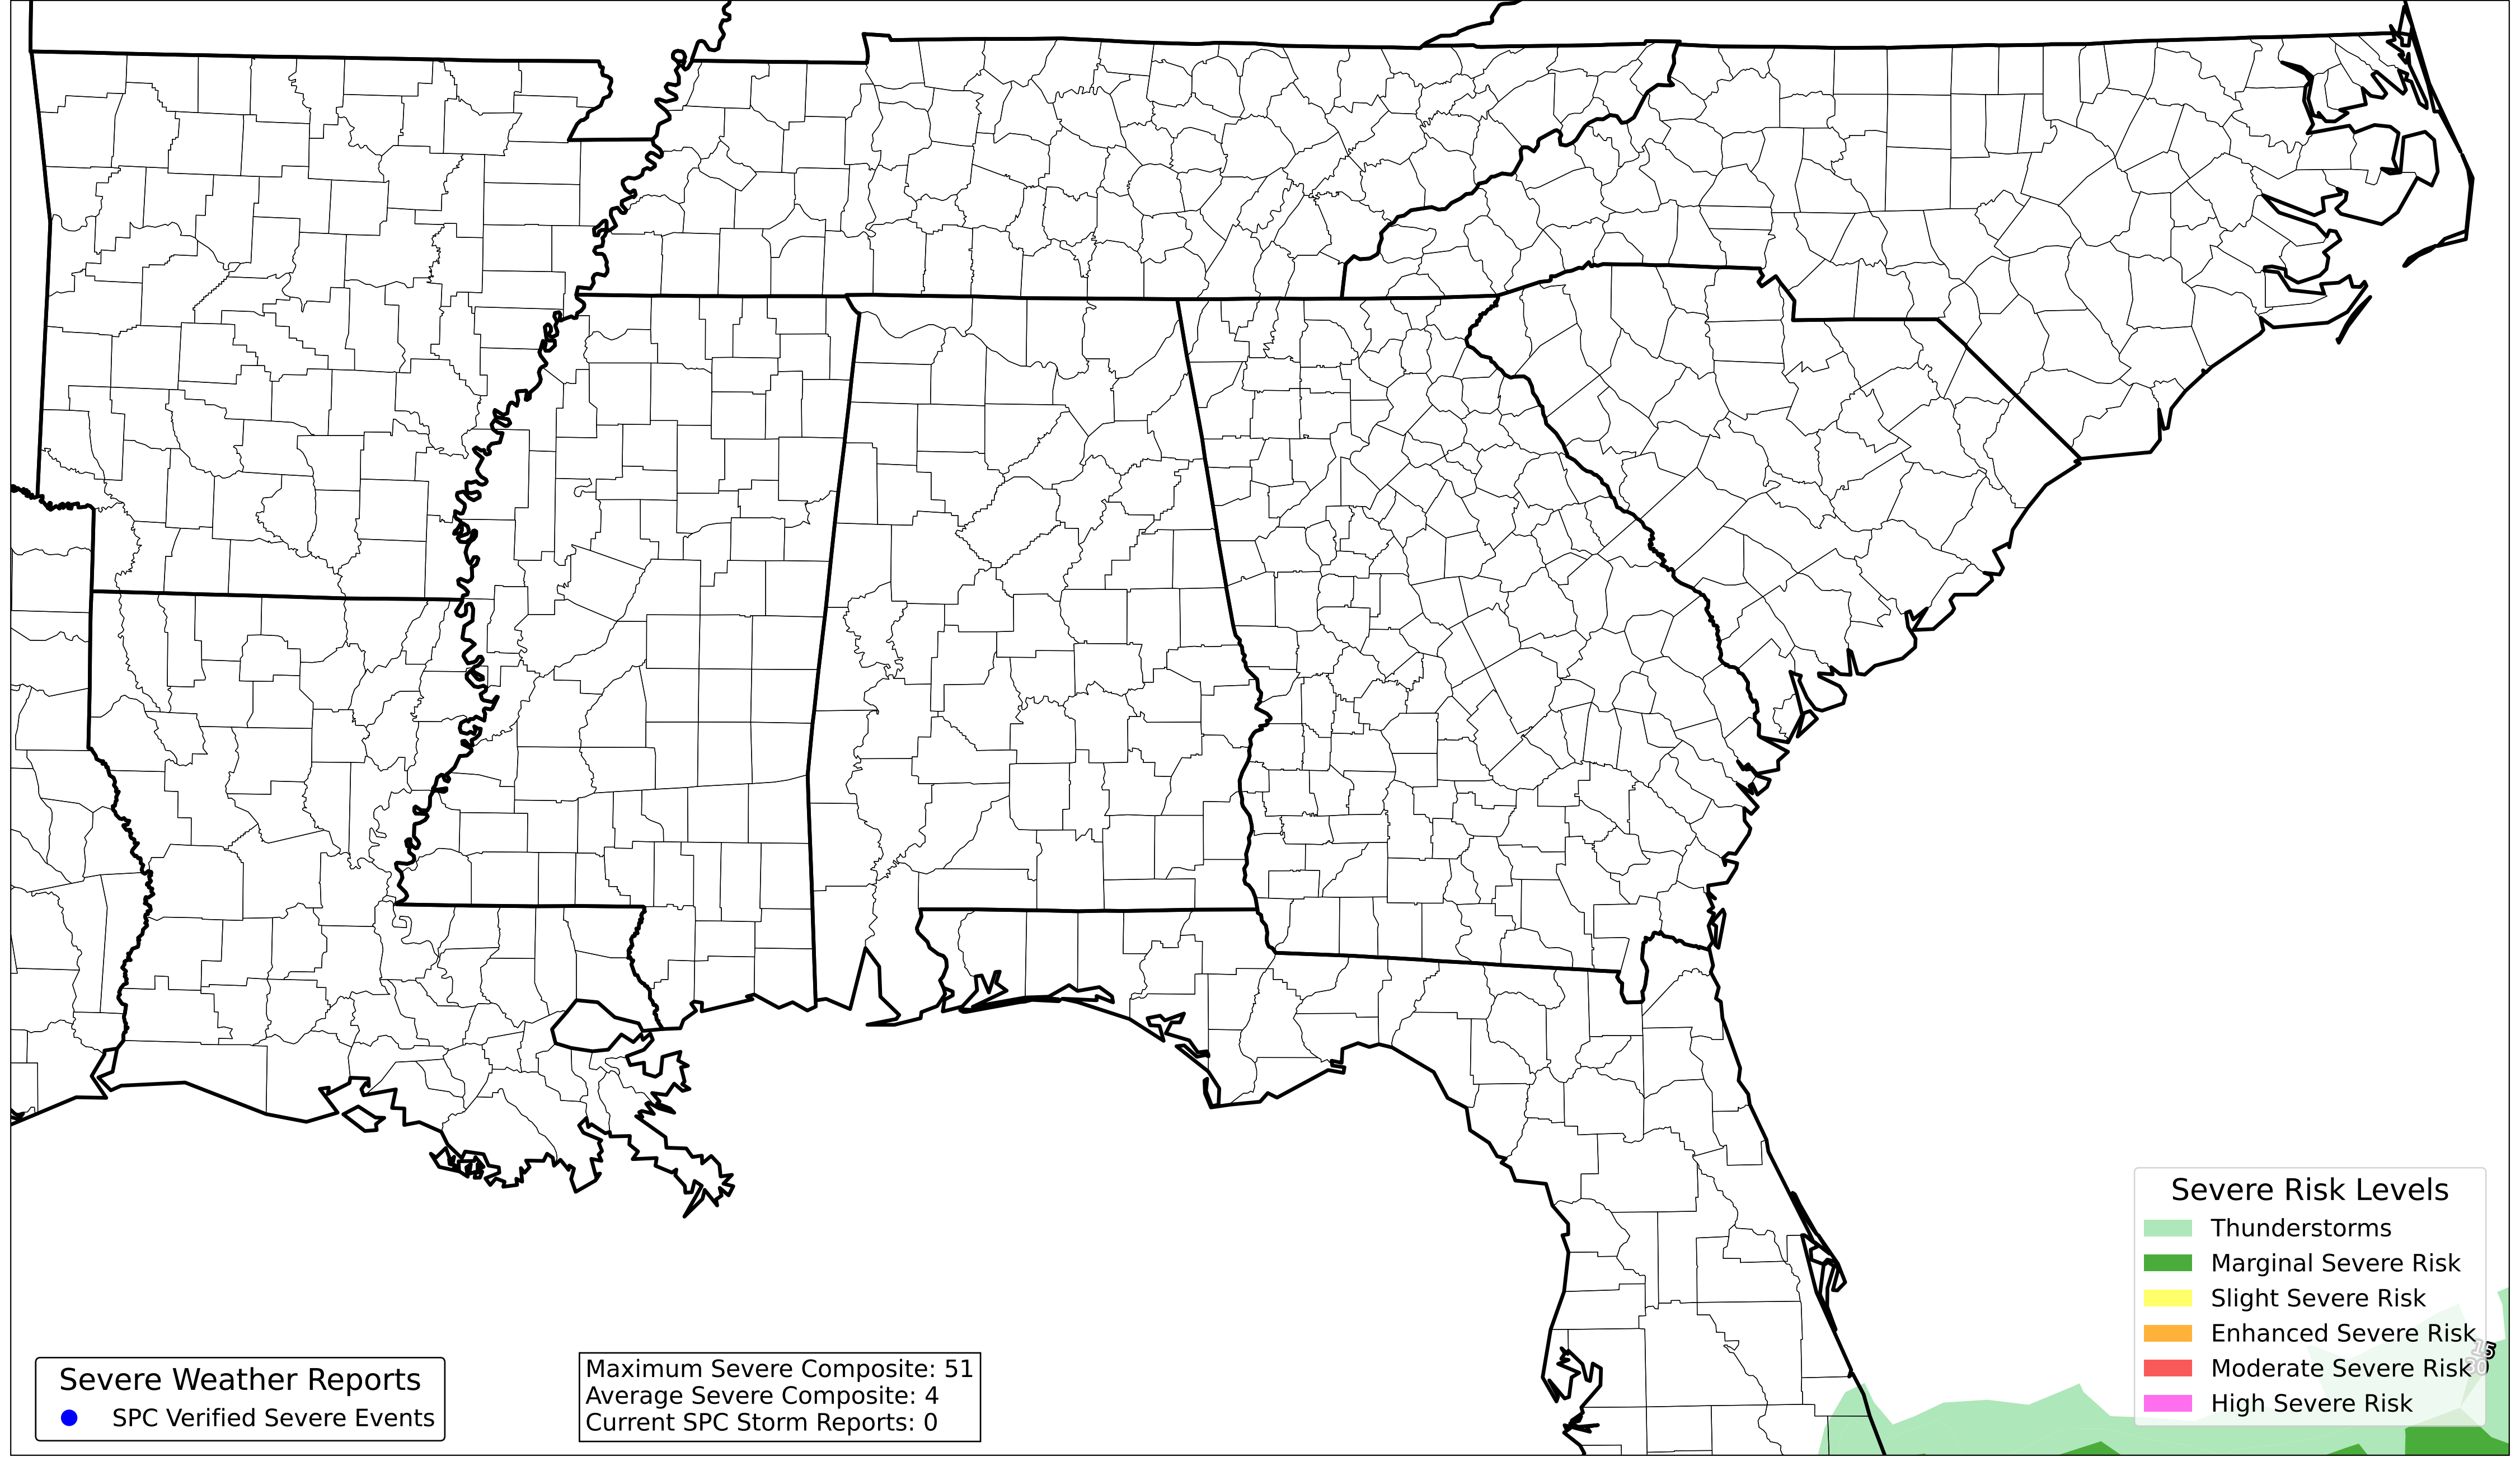 Severe Weather Reports
SPC Verified Severe Events
Maximum Severe Composite: 51
Average Severe Composite: 4
Current SPC Storm Reports: 0
Severe Risk Levels
Thunderstorms
Marginal Severe Risk
Slight Severe Risk
Enhanced Severe Risk
Moderate Severe Risk
High Severe Risk
15
30